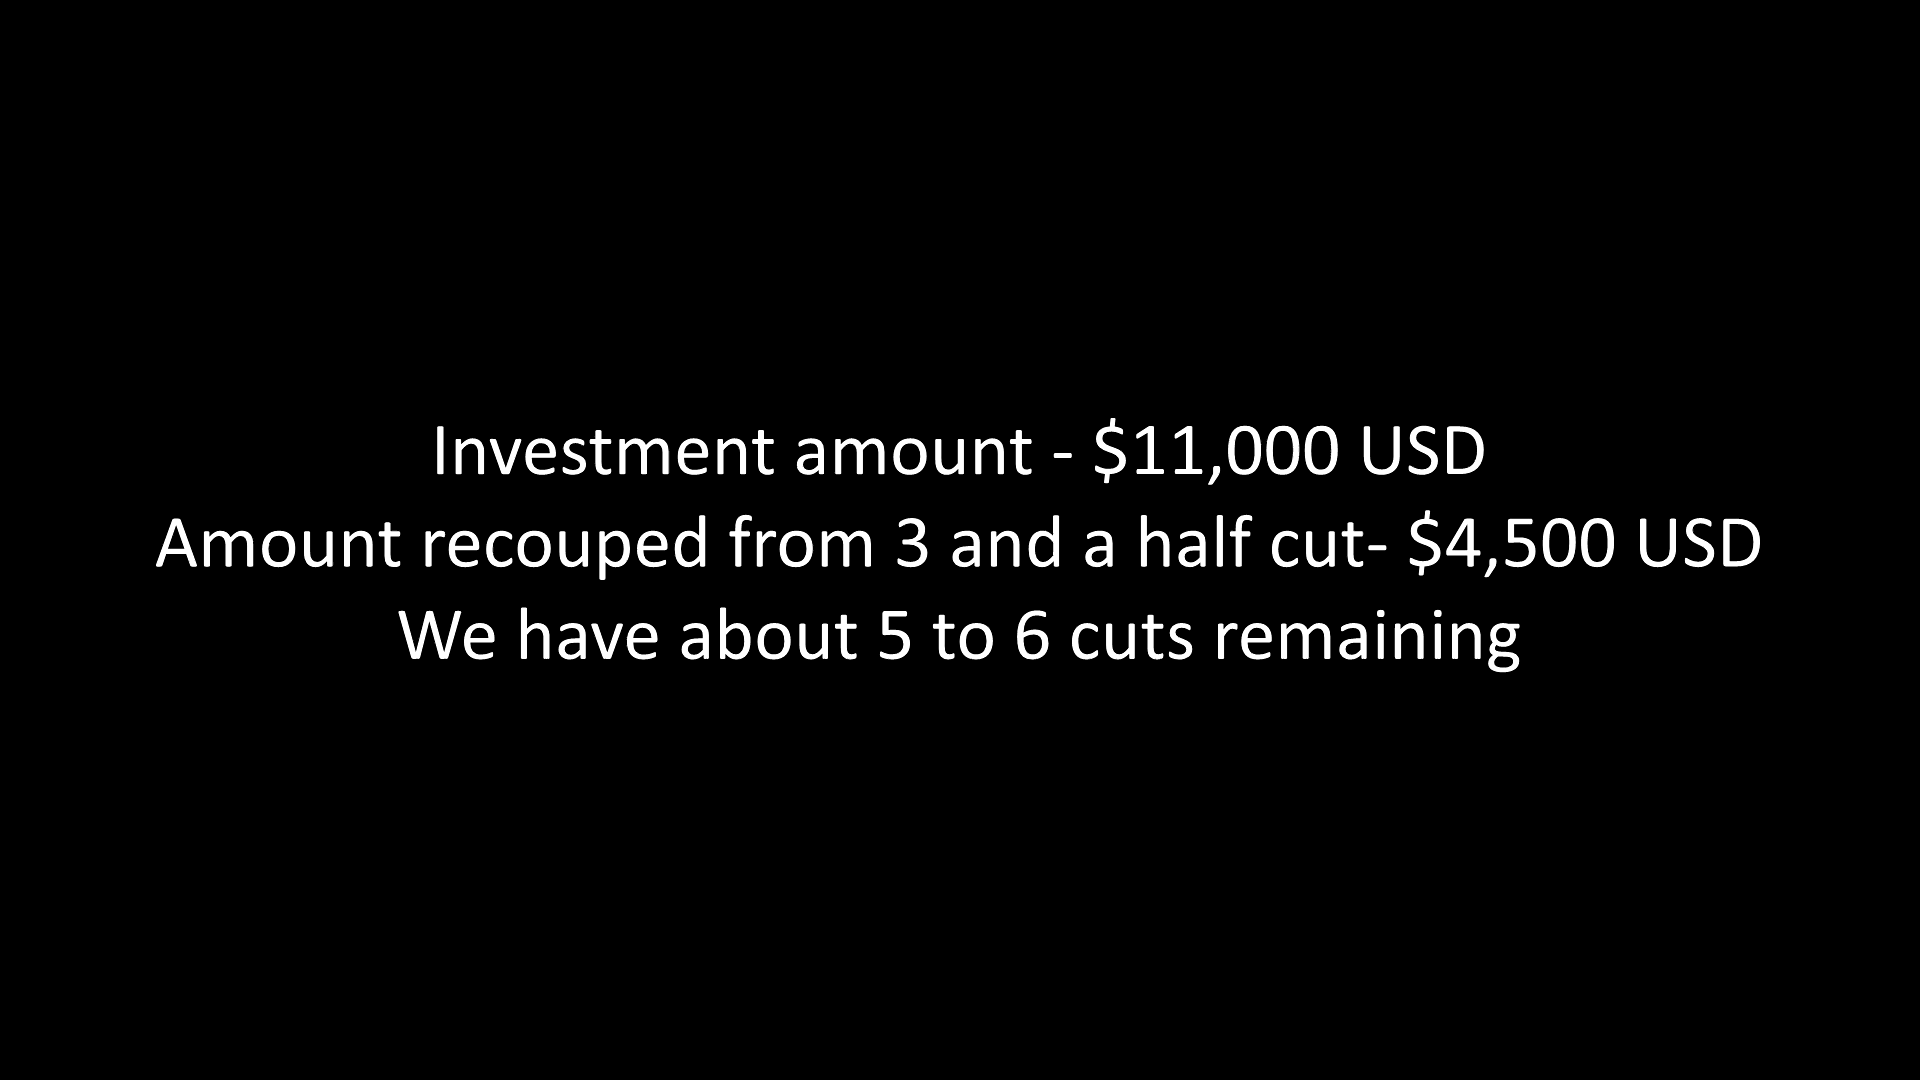 Investment amount - $11,000 USD
Amount recouped from 3 and a half cut- $4,500 USD
We have about 5 to 6 cuts remaining